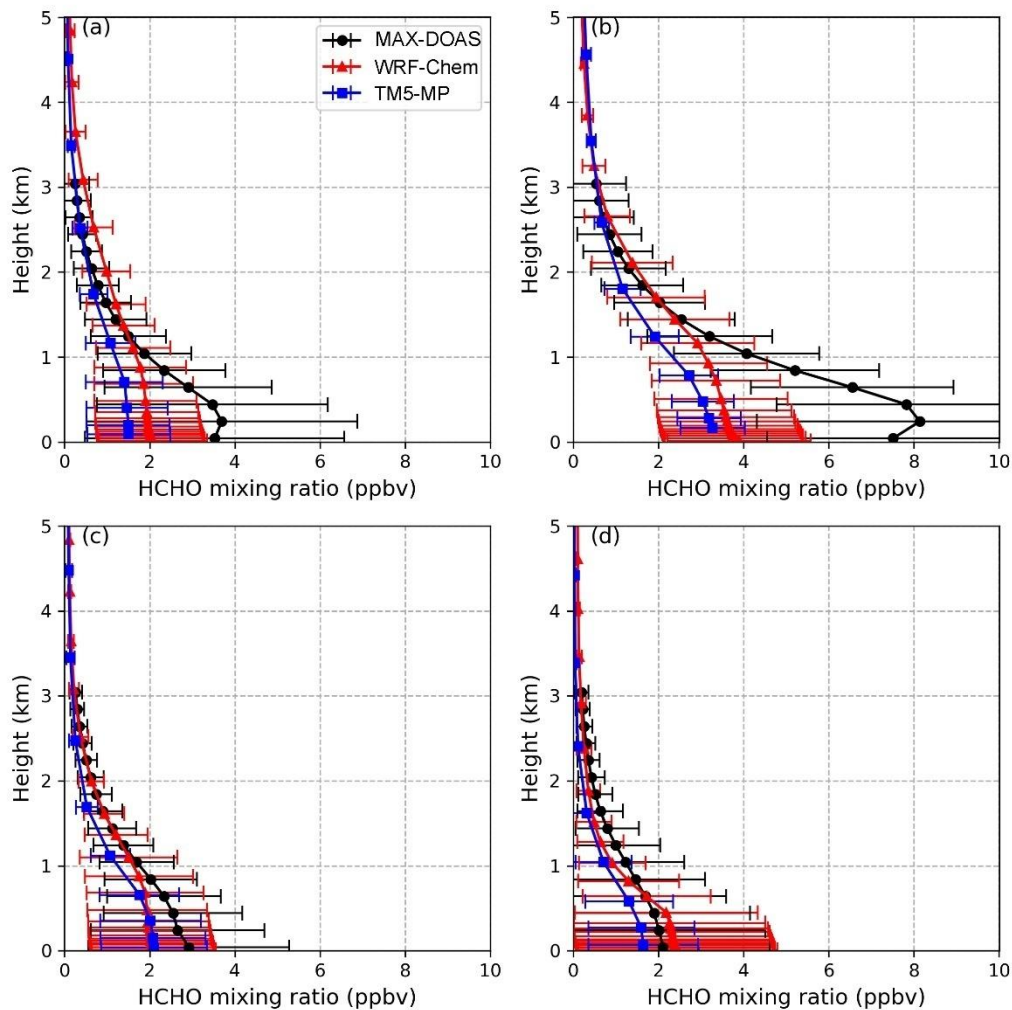 (a)
MAX-DOAS
WRF-Chem
TM5-MP
5
4
3
2
1
0
Height (km)
0 2 4 6 8 10
HCHO mixing ratio (ppbv)
(b)
5
4
3
2
1
0
Height (km)
0 2 4 6 8 10
HCHO mixing ratio (ppbv)
(c)
5
4
3
2
1
0
Height (km)
0 2 4 6 8 10
HCHO mixing ratio (ppbv)
(d)
5
4
3
2
1
0
Height (km)
0 2 4 6 8 10
HCHO mixing ratio (ppbv)